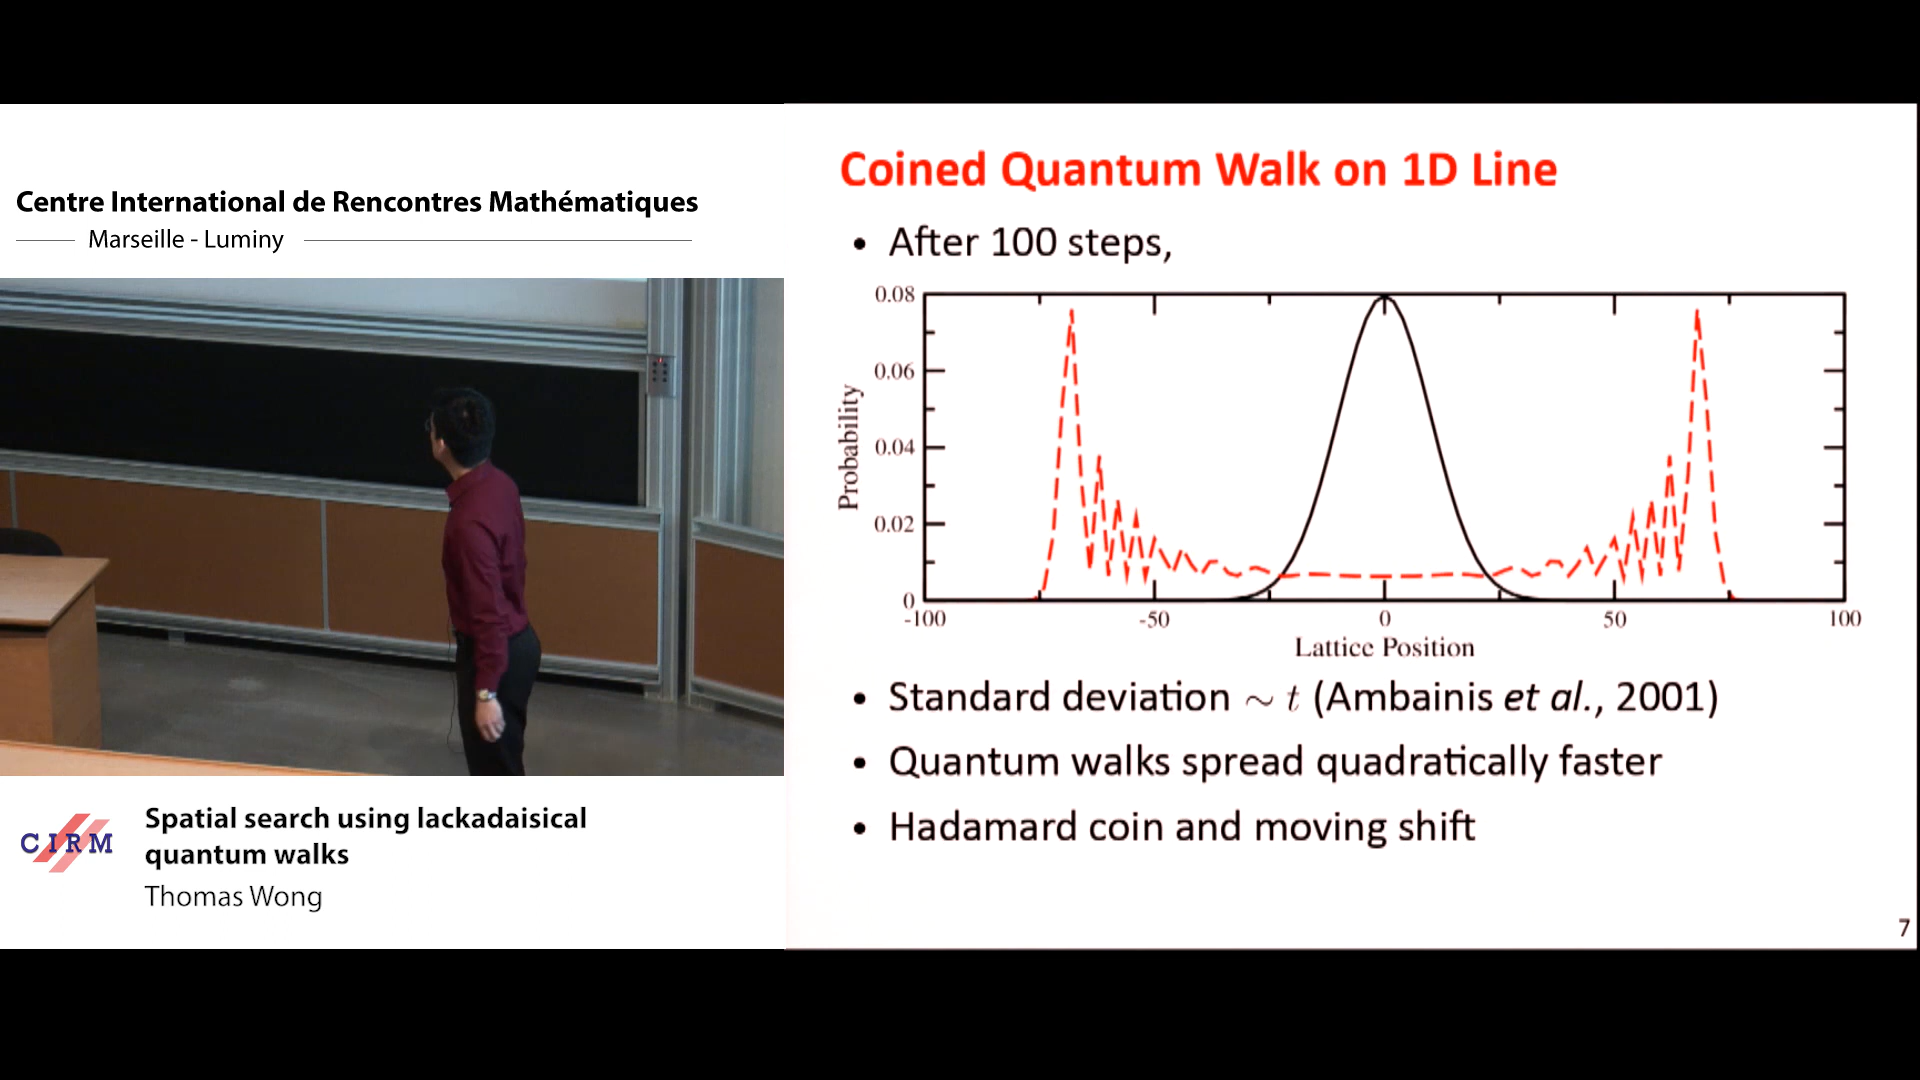 Centre International de Rencontres Mathématiques
Marseille - Luminy
CIRM
Spatial search using lackadaisical
quantum walks
Thomas Wong
Coined Quantum Walk on 1D Line
• After 100 steps,
0.08
0.06
0.04
0.02
0
Probability
-100 -50 0 50 100
Lattice Position
• Standard deviation ∼ t (Ambainis et al., 2001)
• Quantum walks spread quadratically faster
• Hadamard coin and moving shift
7